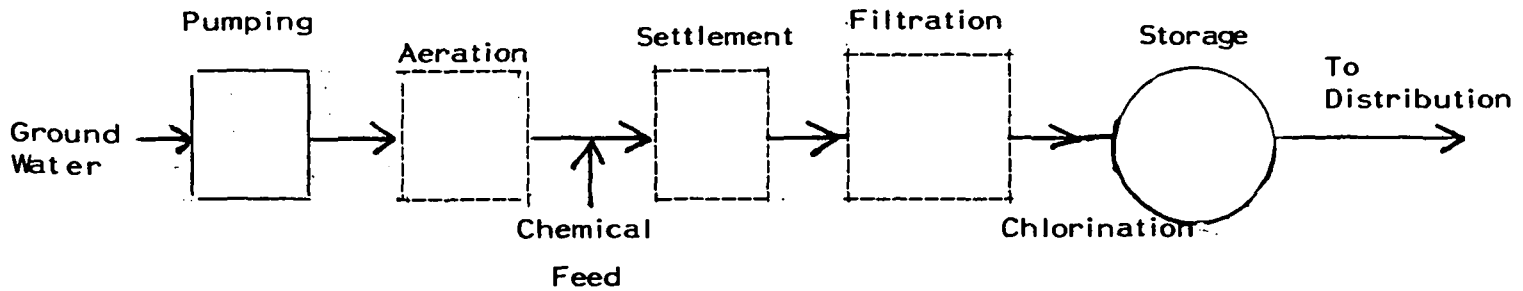 Pumping
Aeration
Settlement
Filtration
Storage
To
Distribution
Ground
Water
Chemical
Feed
Chlorination